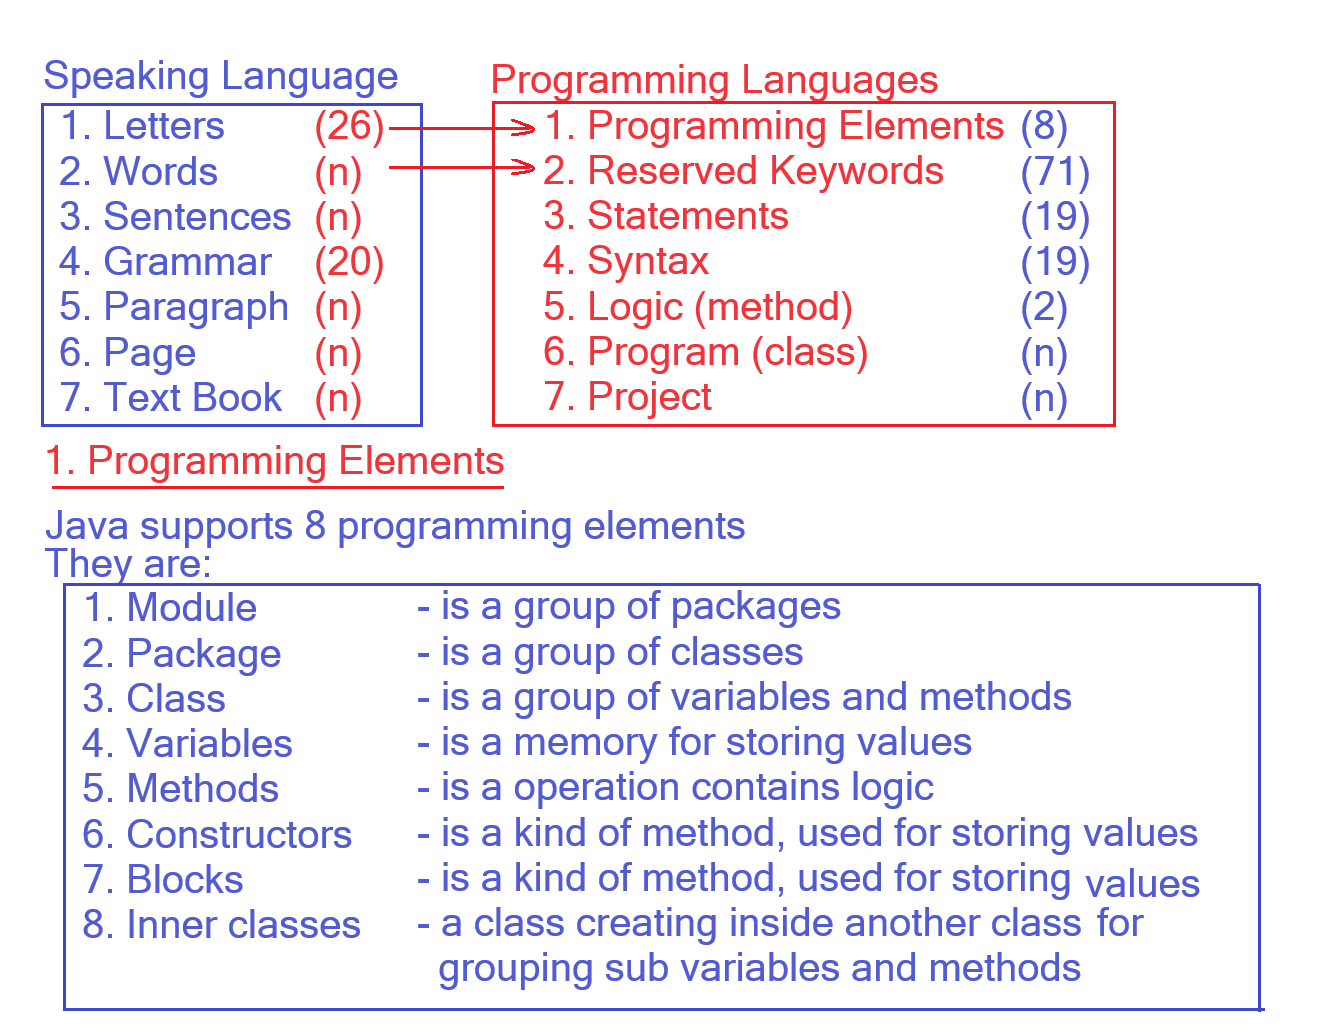 Speaking Language
1. Letters (26)
2. Words (n)
3. Sentences (n)
4. Grammar (20)
5. Paragraph (n)
6. Page (n)
7. Text Book (n)
Programming Languages
1. Programming Elements (8)
2. Reserved Keywords (71)
3. Statements (19)
4. Syntax (19)
5. Logic (method) (2)
6. Program (class) (n)
7. Project (n)
1. Programming Elements
Java supports 8 programming elements
They are:
1. Module - is a group of packages
2. Package - is a group of classes
3. Class - is a group of variables and methods
4. Variables - is a memory for storing values
5. Methods - is a operation contains logic
6. Constructors - is a kind of method, used for storing values
7. Blocks - is a kind of method, used for storing values
8. Inner classes - a class creating inside another class for
grouping sub variables and methods